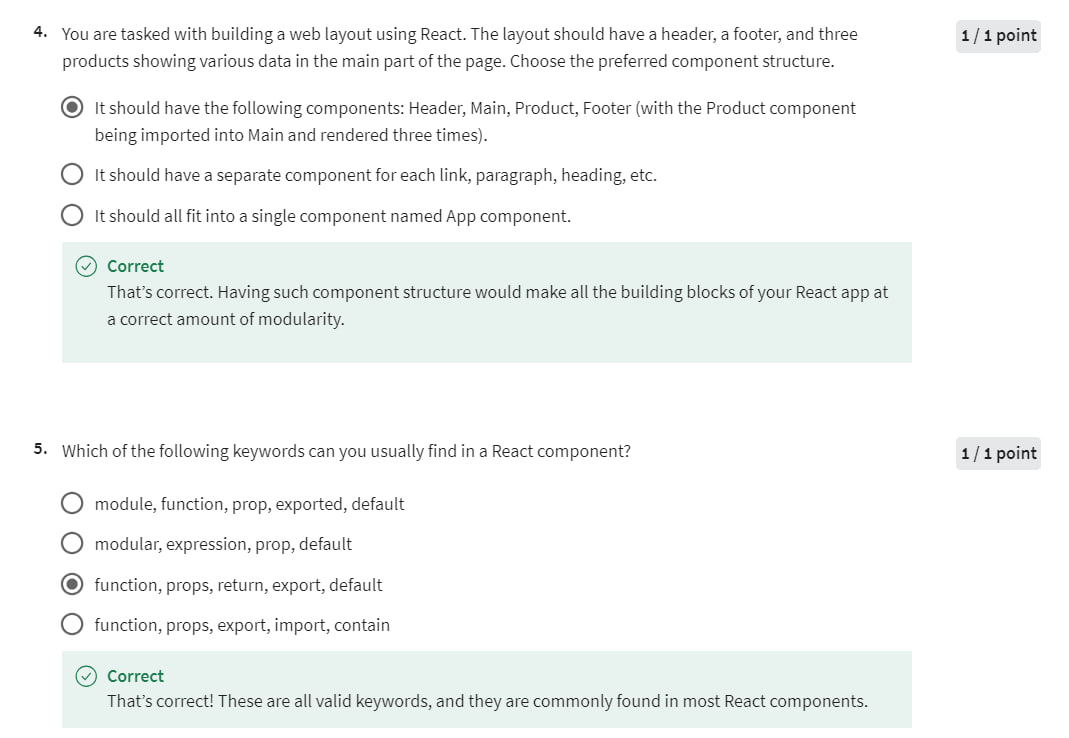 4. You are tasked with building a web layout using React. The layout should have a header, a footer, and three
1 / 1 point
products showing various data in the main part of the page. Choose the preferred component structure.
It should have the following components: Header, Main, Product, Footer (with the Product component
being imported into Main and rendered three times).
It should have a separate component for each link, paragraph, heading, etc.
It should all fit into a single component named App component.
Correct
That’s correct. Having such component structure would make all the building blocks of your React app at
a correct amount of modularity.
5. Which of the following keywords can you usually find in a React component?
1 / 1 point
module, function, prop, exported, default
modular, expression, prop, default
function, props, return, export, default
function, props, export, import, contain
Correct
That’s correct! These are all valid keywords, and they are commonly found in most React components.